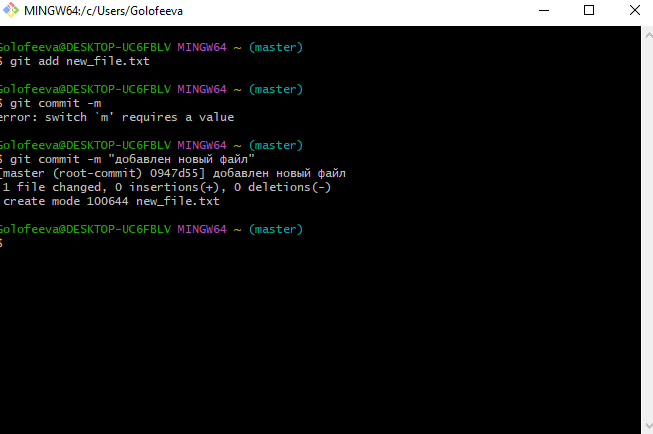 MINGW64:/c/Users/Golofeeva
Golofeeva@DESKTOP-UC6FBLV MINGW64 ~ (master)
$ git add new_file.txt
Golofeeva@DESKTOP-UC6FBLV MINGW64 ~ (master)
$ git commit -m
error: switch `m' requires a value
Golofeeva@DESKTOP-UC6FBLV MINGW64 ~ (master)
$ git commit -m "добавлен новый файл"
[master (root-commit) 0947d55] добавлен новый файл
1 file changed, 0 insertions(+), 0 deletions(-)
create mode 100644 new_file.txt
Golofeeva@DESKTOP-UC6FBLV MINGW64 ~ (master)
$